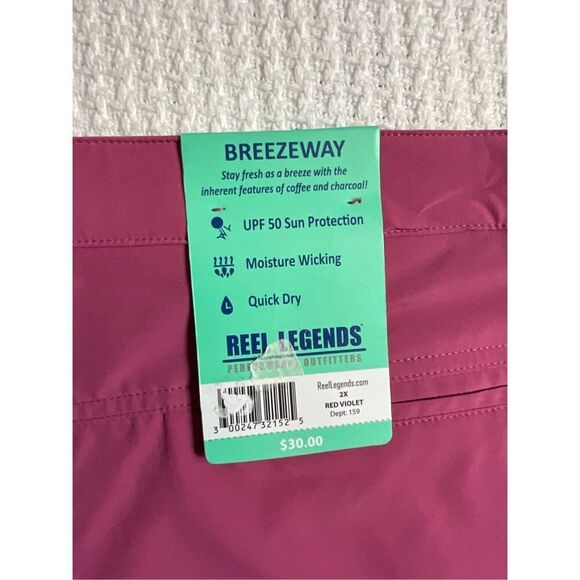 BREEZEWAY
Stay fresh as a breeze with the
inherent features of coffee and charcoal!
UPF 50 Sun Protection
Moisture Wicking
Quick Dry
REEL LEGENDS®
PERFORMANCE OUTFITTERS
ReelLegends.com
2X
RED VIOLET
Dept: 159
3 00247 32152 5
$30.00